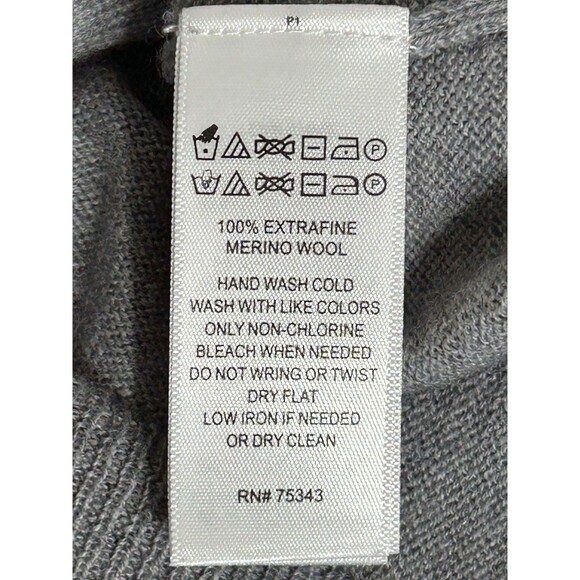 P1
P
P
100% EXTRAFINE
MERINO WOOL
HAND WASH COLD
WASH WITH LIKE COLORS
ONLY NON-CHLORINE
BLEACH WHEN NEEDED
DO NOT WRING OR TWIST
DRY FLAT
LOW IRON IF NEEDED
OR DRY CLEAN
RN# 75343